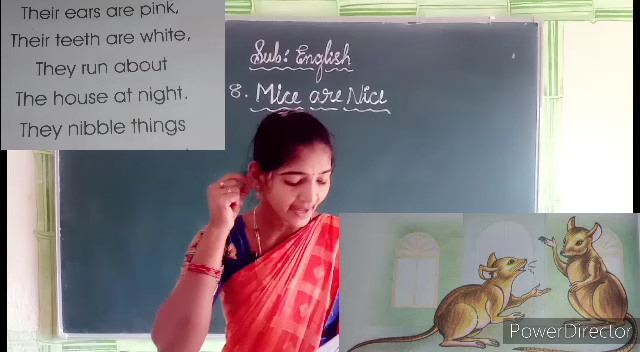 Their ears are pink,
Their teeth are white,
They run about
The house at night.
They nibble things
Sub: English
8. Mice are Nice
PowerDirector